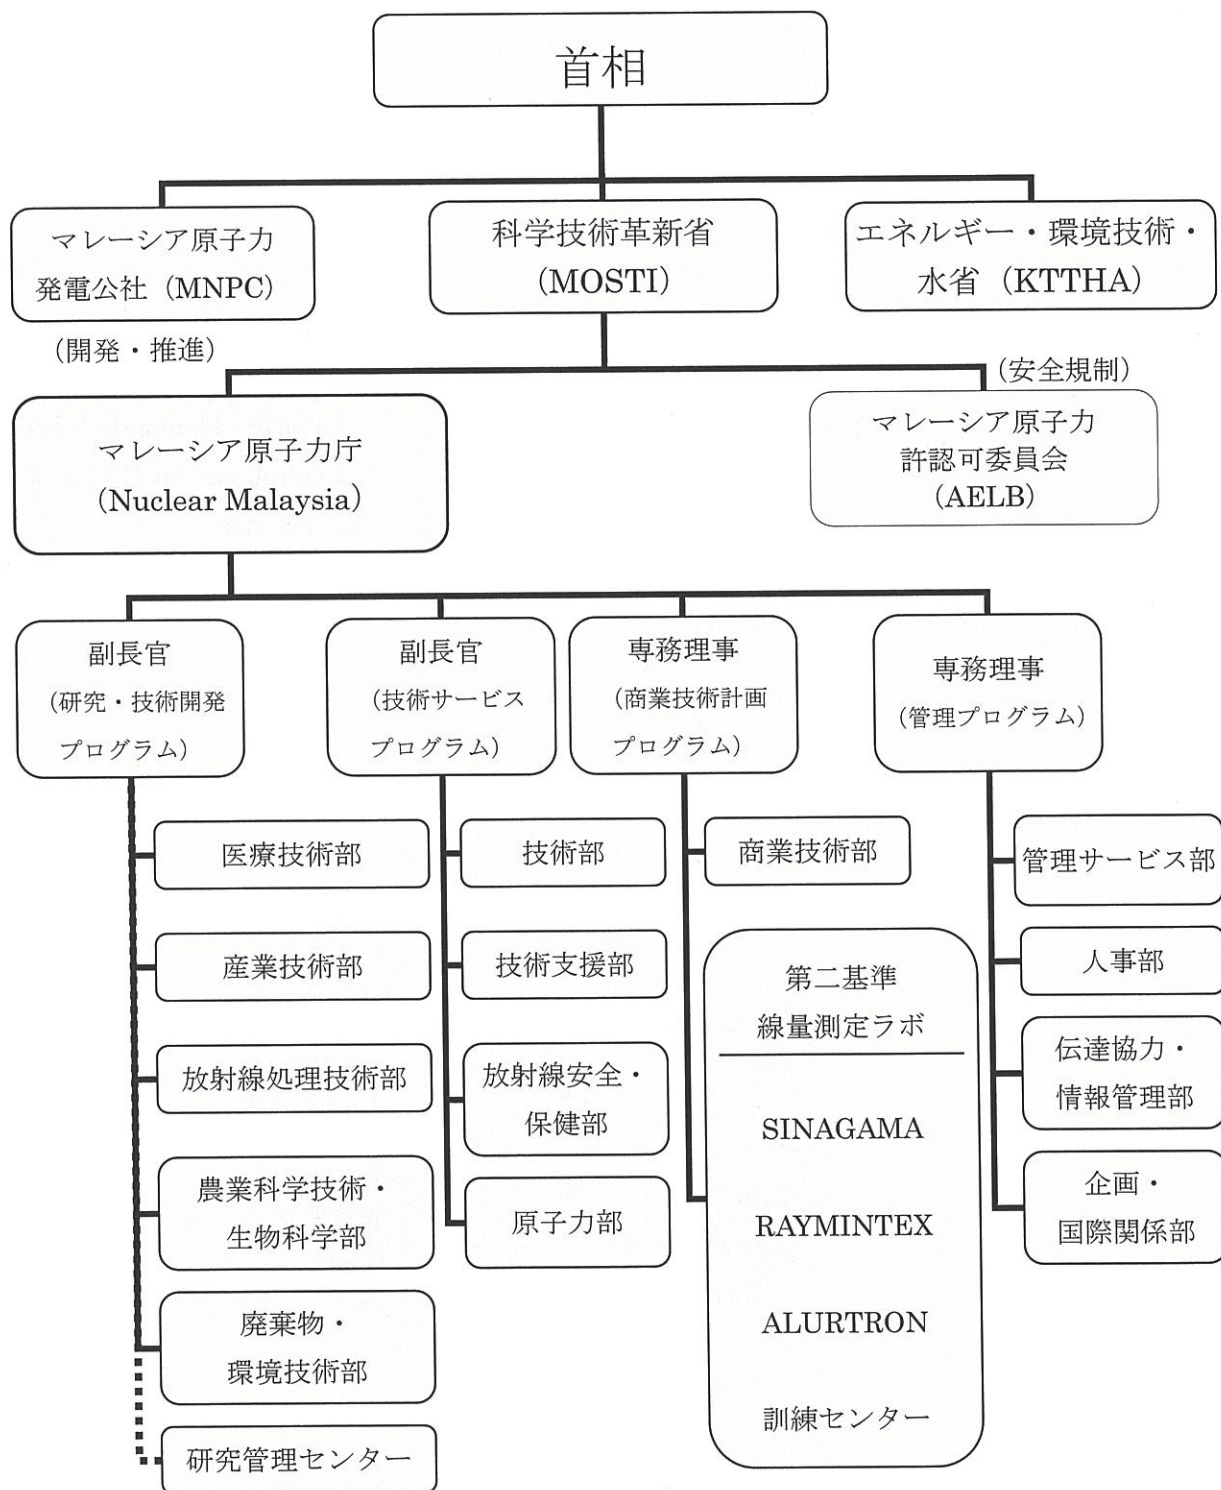 首相
マレーシア原子力
発電公社（MNPC）
科学技術革新省
（MOSTI）
エネルギー・環境技術・
水省（KTTHA）
（開発・推進）
（安全規制）
マレーシア原子力庁
（Nuclear Malaysia）
マレーシア原子力
許認可委員会
（AELB）
副長官
（研究・技術開発
プログラム）
副長官
（技術サービス
プログラム）
専務理事
（商業技術計画
プログラム）
専務理事
（管理プログラム）
医療技術部
産業技術部
放射線処理技術部
農業科学技術・
生物科学部
廃棄物・
環境技術部
研究管理センター
技術部
技術支援部
放射線安全・
保健部
原子力部
商業技術部
第二基準
線量測定ラボ
SINAGAMA
RAYMINTEX
ALURTRON
訓練センター
管理サービス部
人事部
伝達協力・
情報管理部
企画・
国際関係部